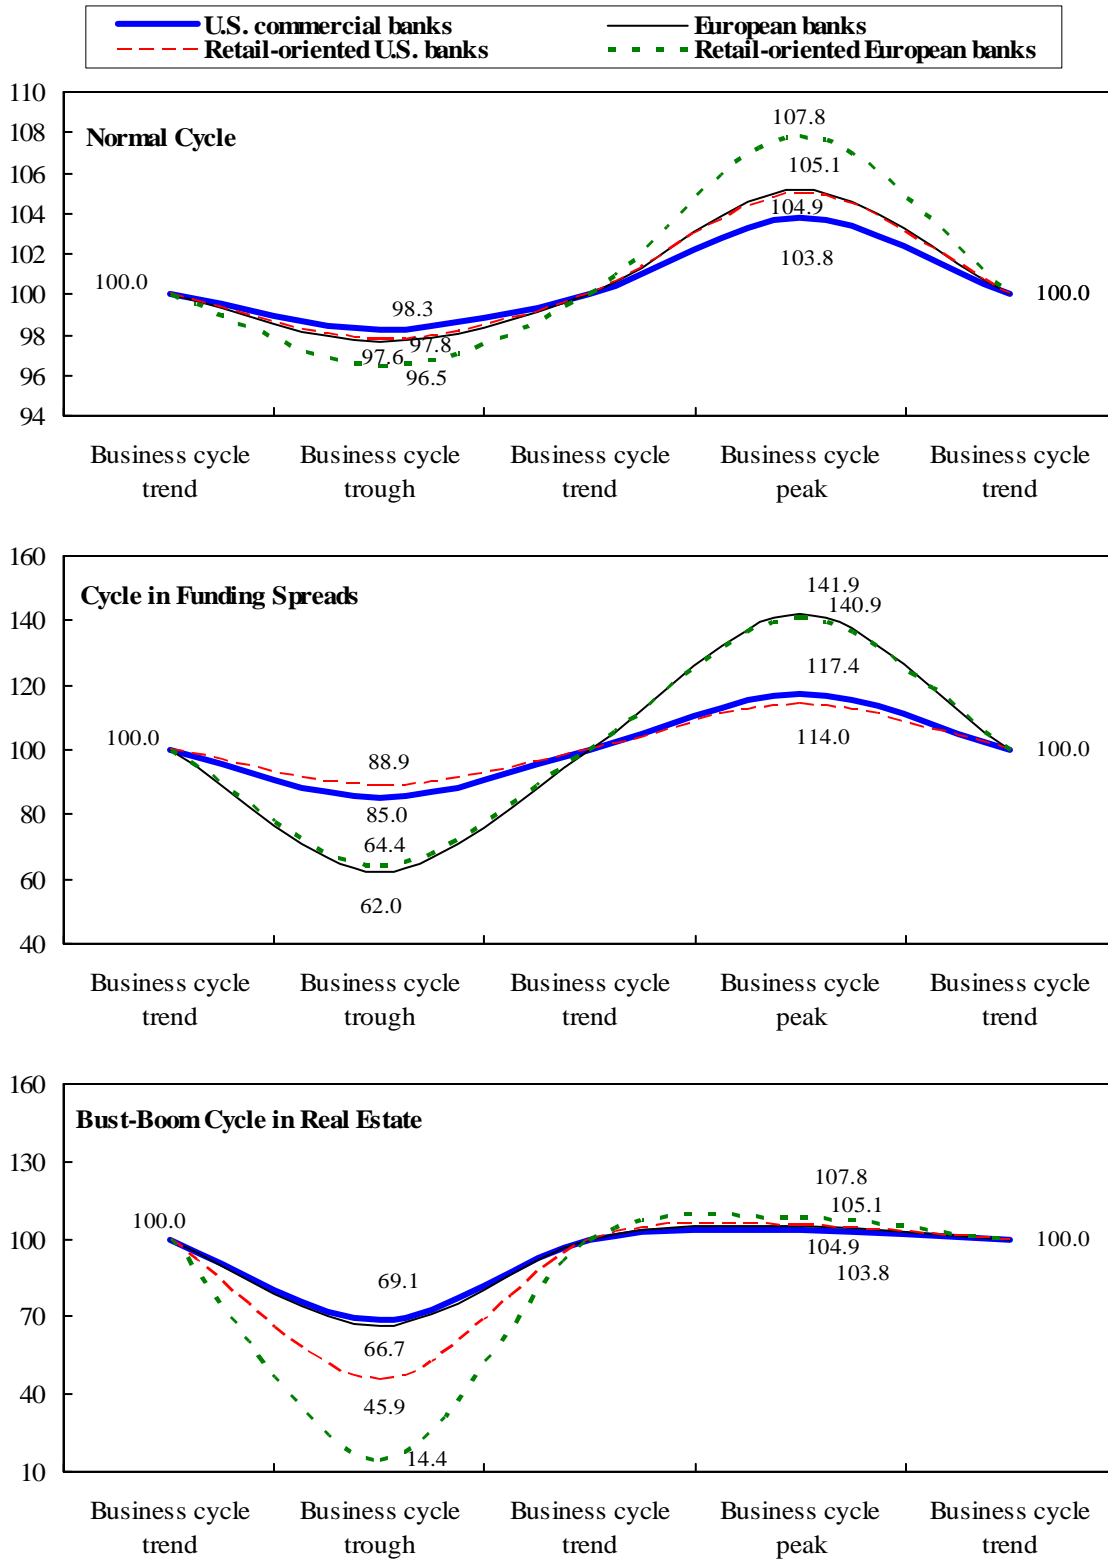 U.S. commercial banks
European banks
Retail-oriented U.S. banks
Retail-oriented European banks
110
108
106
104
102
100
98
96
94
Normal Cycle
100.0
98.3
97.8
97.6
96.5
107.8
105.1
104.9
103.8
100.0
Business cycle trend
Business cycle trough
Business cycle trend
Business cycle peak
Business cycle trend
160
140
120
100
80
60
40
Cycle in Funding Spreads
100.0
88.9
85.0
64.4
62.0
141.9
140.9
117.4
114.0
100.0
Business cycle trend
Business cycle trough
Business cycle trend
Business cycle peak
Business cycle trend
160
130
100
70
40
10
Bust-Boom Cycle in Real Estate
100.0
69.1
66.7
45.9
14.4
107.8
105.1
104.9
103.8
100.0
Business cycle trend
Business cycle trough
Business cycle trend
Business cycle peak
Business cycle trend